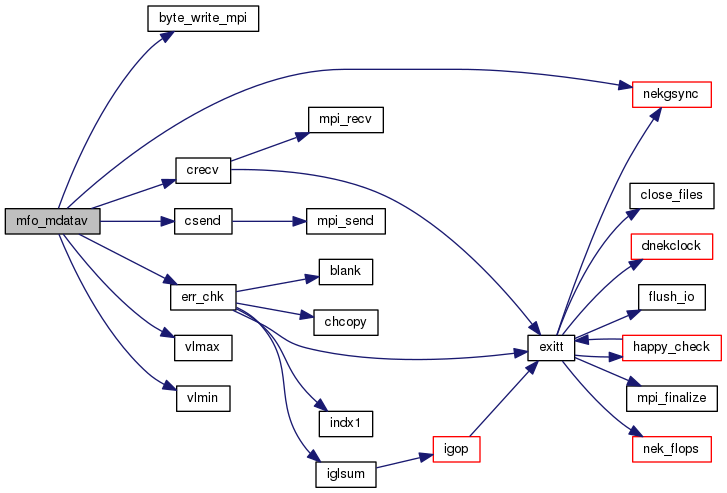 byte_write_mpi
nekgsync
mpi_recv
crecv
close_files
mfo_mdatav
csend
mpi_send
dnekclock
blank
err_chk
flush_io
chcopy
vlmax
exitt
happy_check
vlmin
mpi_finalize
indx1
igop
nek_flops
iglsum